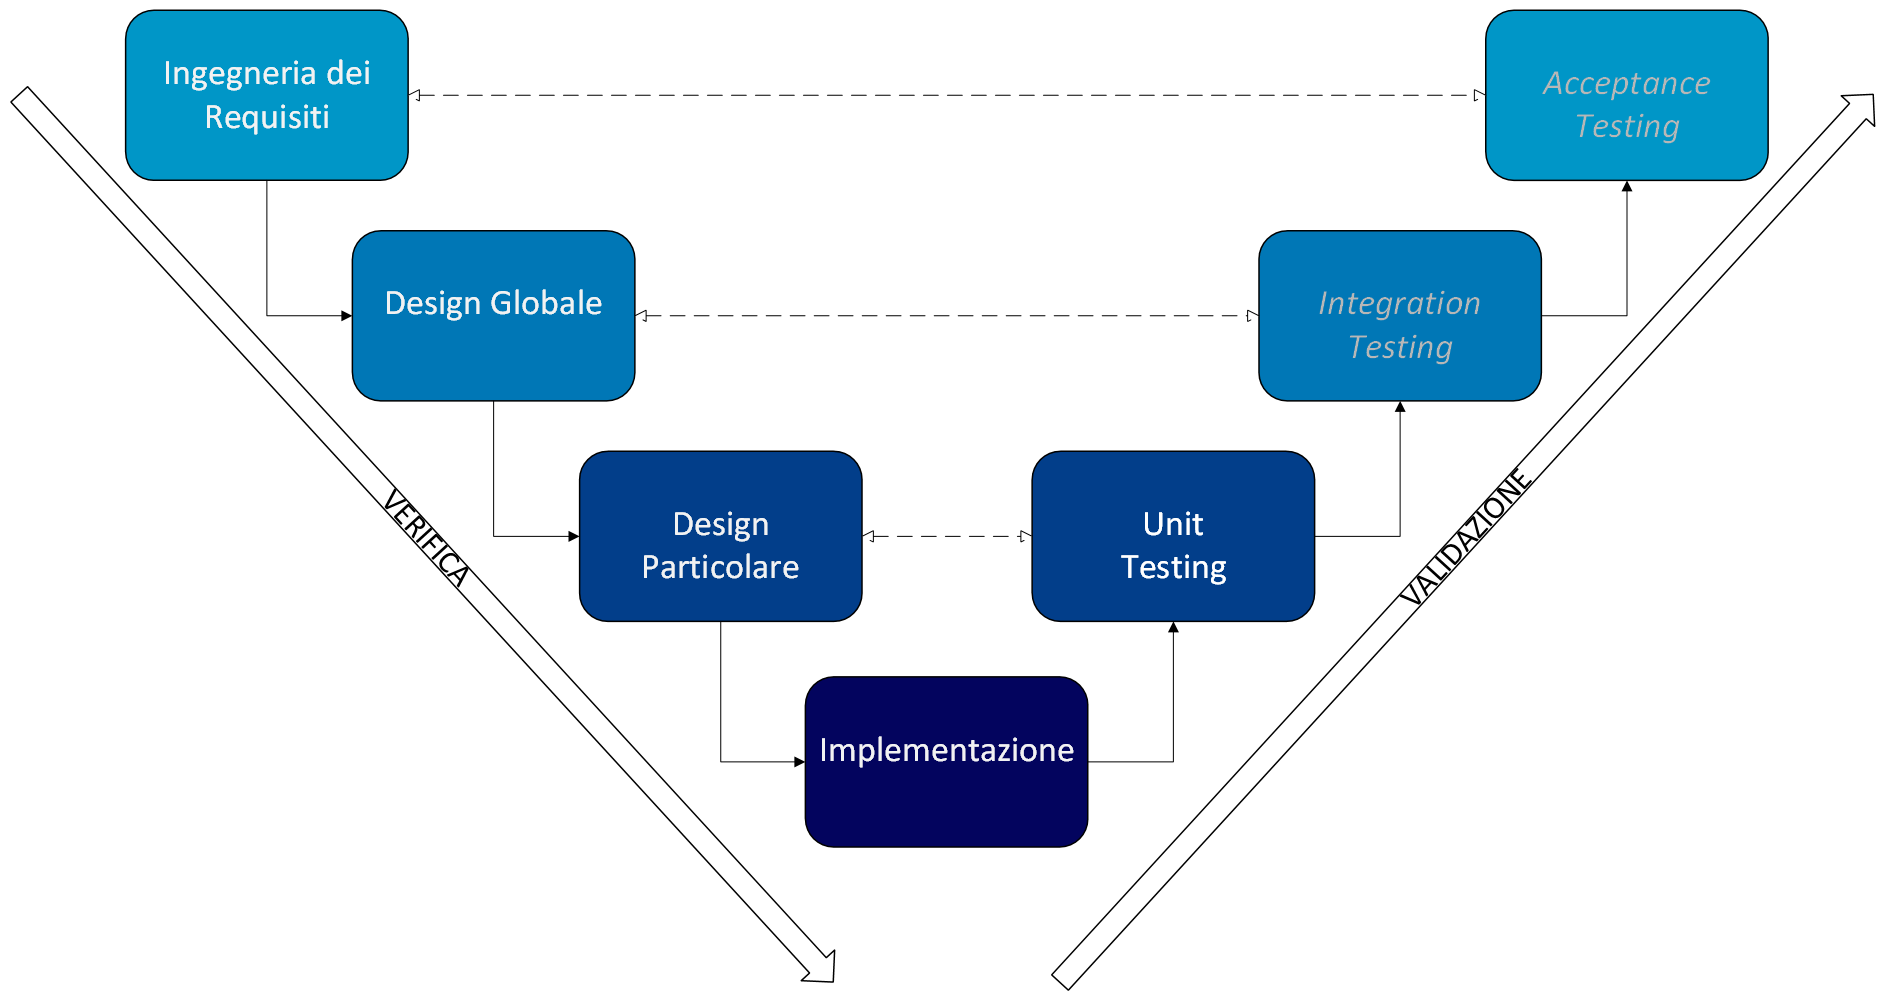 Ingegneria dei
Requisiti
Acceptance
Testing
Design Globale
Integration
Testing
Design
Particolare
Unit
Testing
VERIFICA
VALIDAZIONE
Implementazione